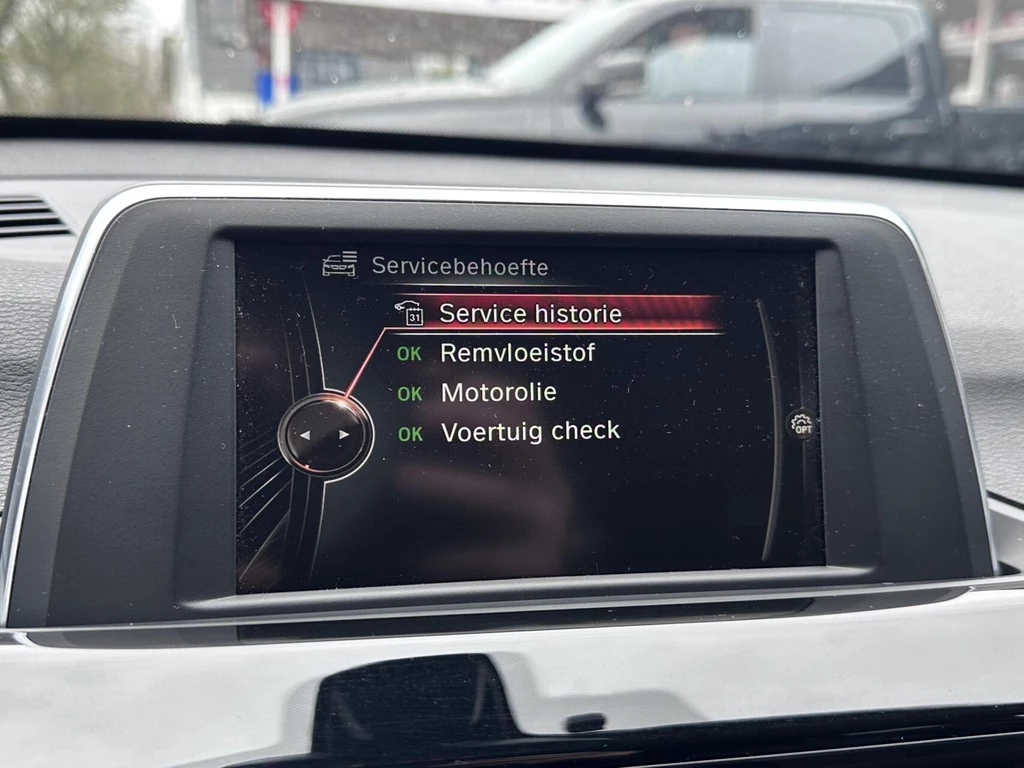 Servicebehoefte
31 Service historie
OK Remvloeistof
OK Motorolie
OK Voertuig check
OPT